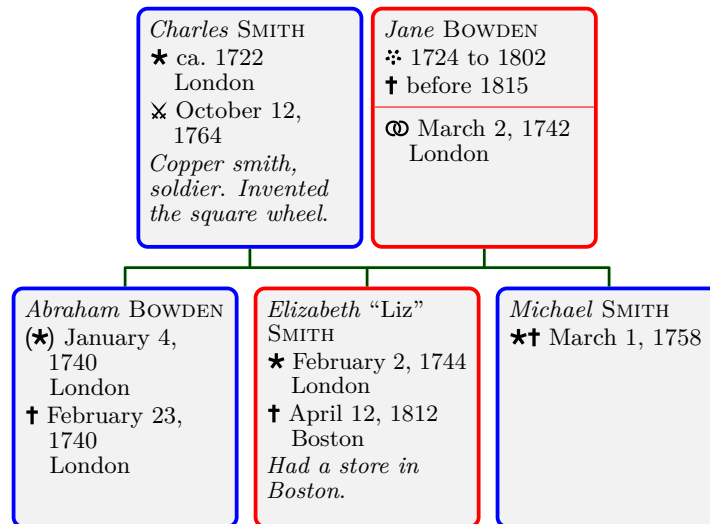 Charles SMITH
* ca. 1722
London
⚔ October 12,
1764
Copper smith,
soldier. Invented
the square wheel.
Jane BOWDEN
⁘ 1724 to 1802
† before 1815
⚭ March 2, 1742
London
Abraham BOWDEN
(*) January 4,
1740
London
† February 23,
1740
London
Elizabeth “Liz”
SMITH
* February 2, 1744
London
† April 12, 1812
Boston
Had a store in
Boston.
Michael SMITH
*† March 1, 1758